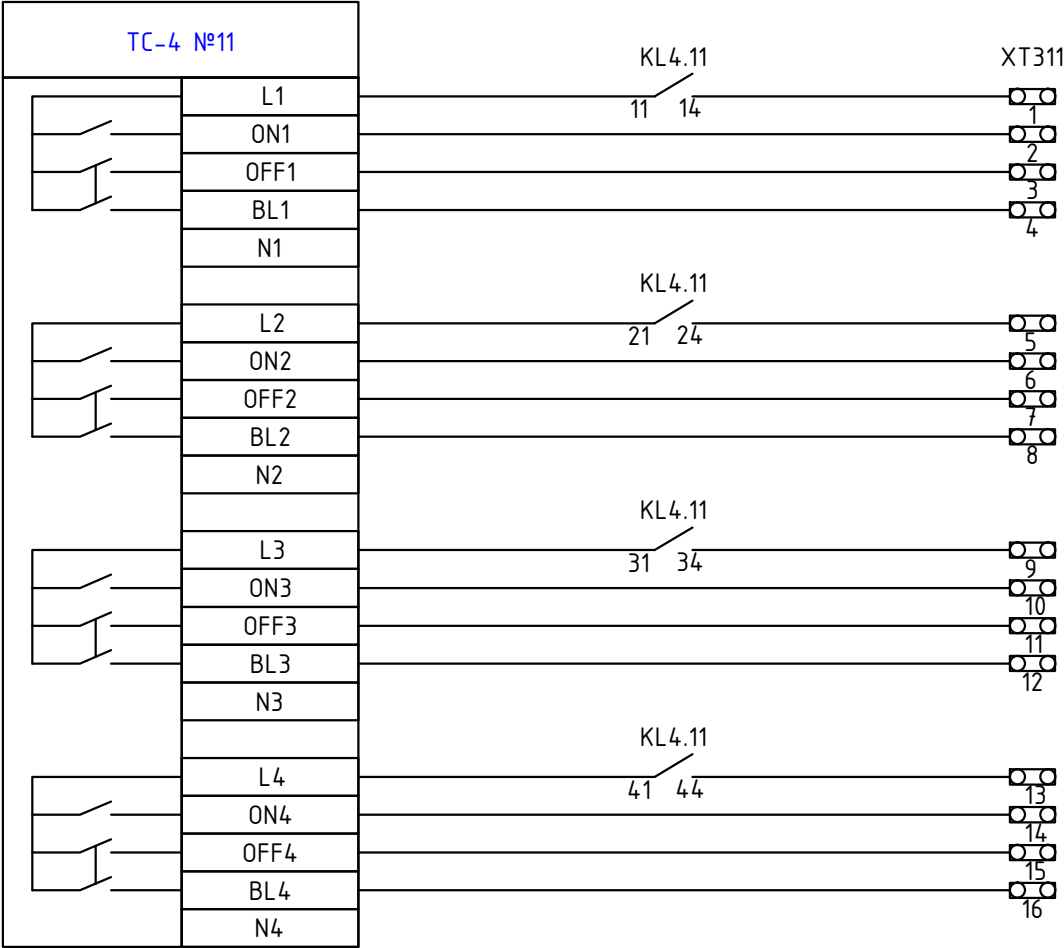 ТС-4 №11
KL4.11
XT311
L1
11 14
1
ON1
2
OFF1
3
BL1
4
N1
KL4.11
L2
21 24
5
ON2
6
OFF2
7
BL2
8
N2
KL4.11
L3
31 34
9
ON3
10
OFF3
11
BL3
12
N3
KL4.11
L4
41 44
13
ON4
14
OFF4
15
BL4
16
N4